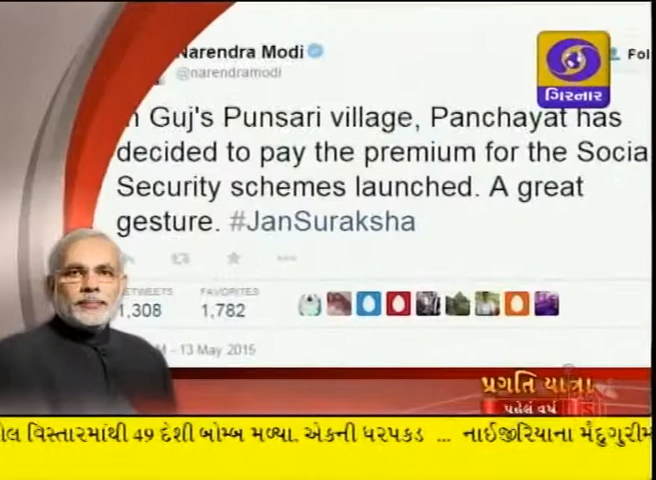 Narendra Modi
@narendramodi
Guj's Punsari village, Panchayat has
decided to pay the premium for the Socia
Security schemes launched. A great
gesture. #JanSuraksha
FAVORITES
1,308 1,782
- 13 May 2015
ગિરનાર
Fol
પ્રગતિ યાત્રા
પહેલું વર્ષ
વિસ્તારમાંથી 49 દેશી બોમ્બ મળ્યા, એકની ધરપકડ ... નાઈજીરિયાના મૈદુગુરીમ